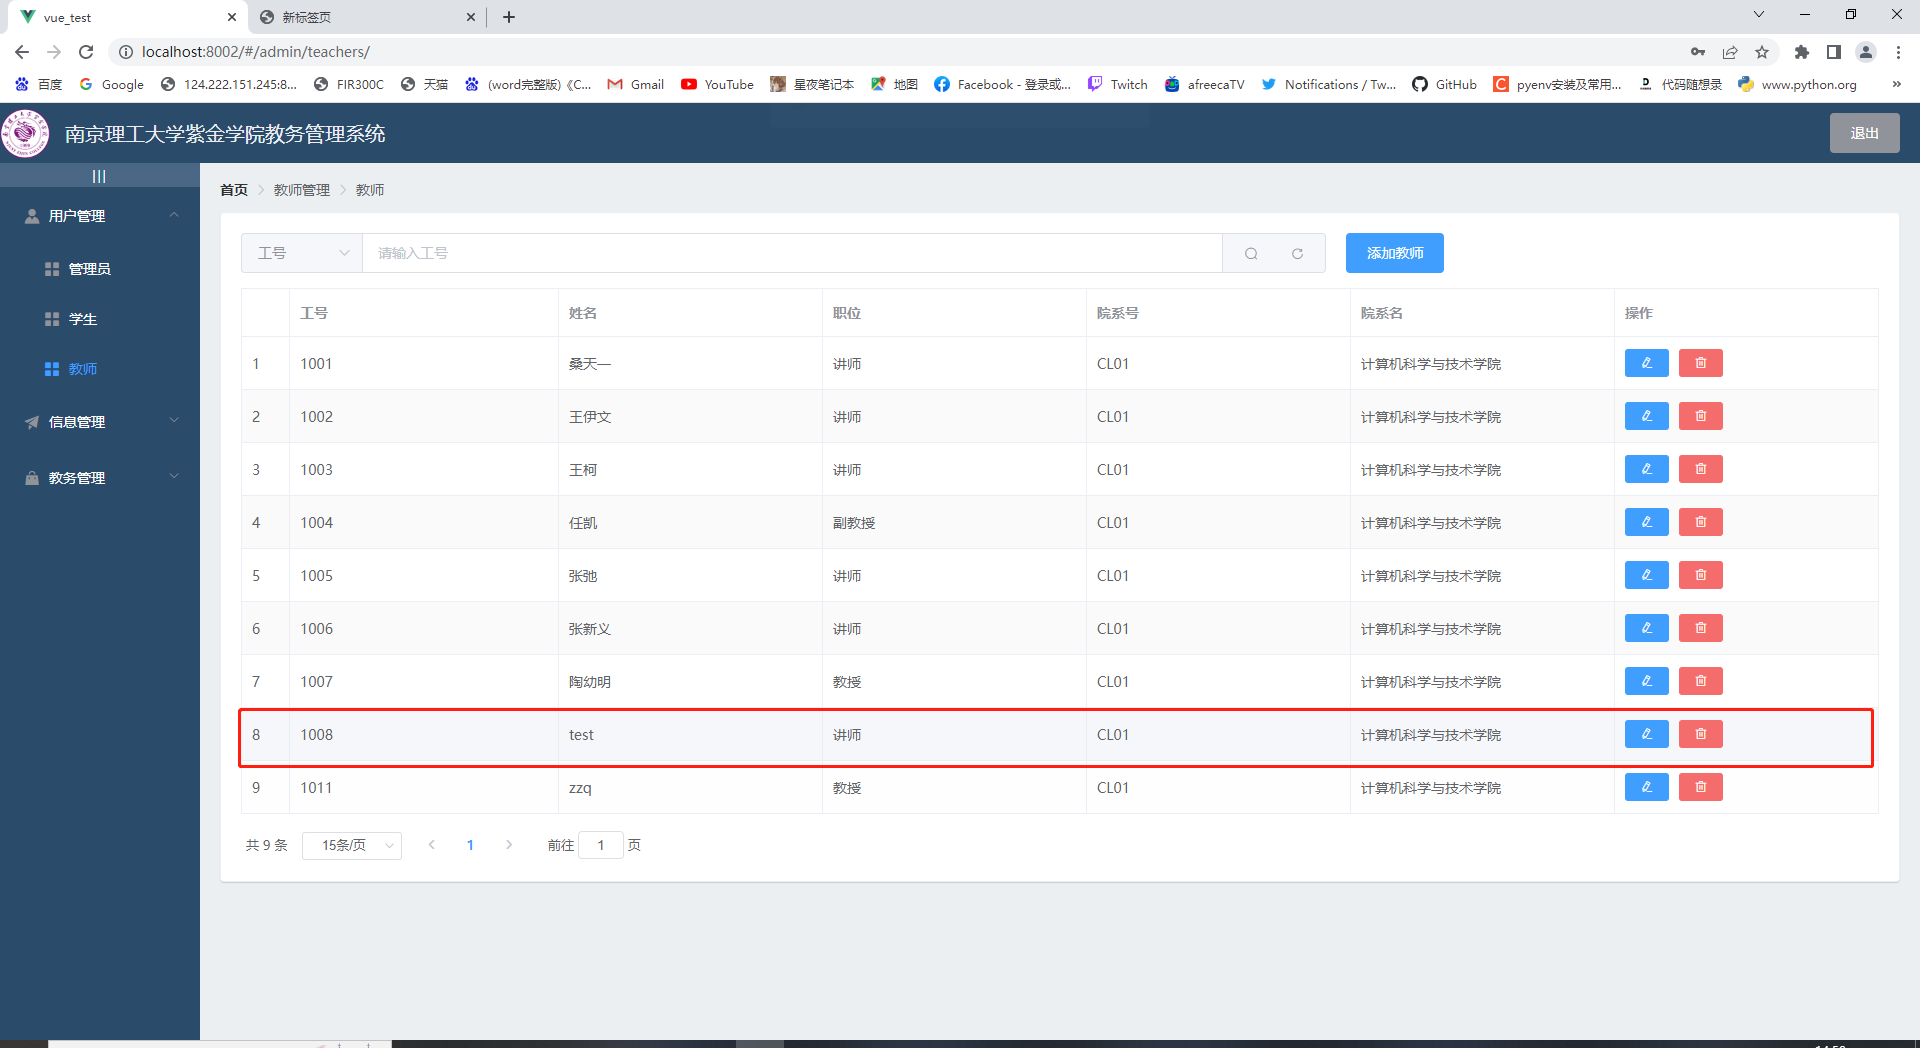 vue_test
新标签页
localhost:8002/#/admin/teachers/
百度 Google 124.222.151.245:8... FIR300C 天猫 (word完整版)《C... Gmail YouTube 星夜笔记本 地图 Facebook - 登录或... Twitch afreecaTV Notifications / Tw... GitHub pyenv安装及常用... 代码随想录 www.python.org »
南京理工大学紫金学院教务管理系统
退出
|||
用户管理
管理员
学生
教师
信息管理
教务管理
首页 > 教师管理 > 教师
工号 请输入工号 添加教师
工号 姓名 职位 院系号 院系名 操作
1 1001 桑天一 讲师 CL01 计算机科学与技术学院
2 1002 王伊文 讲师 CL01 计算机科学与技术学院
3 1003 王柯 讲师 CL01 计算机科学与技术学院
4 1004 任凯 副教授 CL01 计算机科学与技术学院
5 1005 张弛 讲师 CL01 计算机科学与技术学院
6 1006 张新义 讲师 CL01 计算机科学与技术学院
7 1007 陶幼明 教授 CL01 计算机科学与技术学院
8 1008 test 讲师 CL01 计算机科学与技术学院
9 1011 zzq 教授 CL01 计算机科学与技术学院
共 9 条 15条/页 < 1 > 前往 1 页